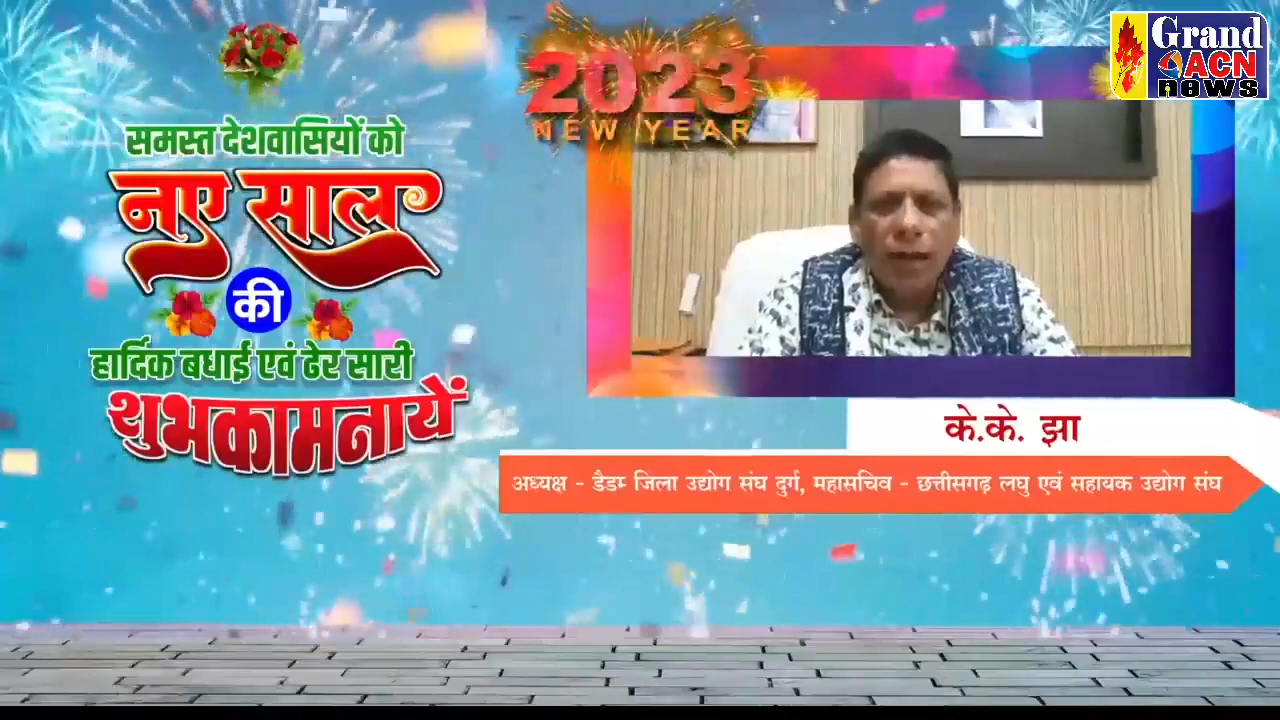 समस्त देशवासियों को
नए साल
की
हार्दिक बधाई एवं ढेर सारी
शुभकामनायें
2023
NEW YEAR
Grand
ACN
news
के.के. झा
अध्यक्ष - डैडम जिला उद्योग संघ दुर्ग, महासचिव - छत्तीसगढ़ लघु एवं सहायक उद्योग संघ